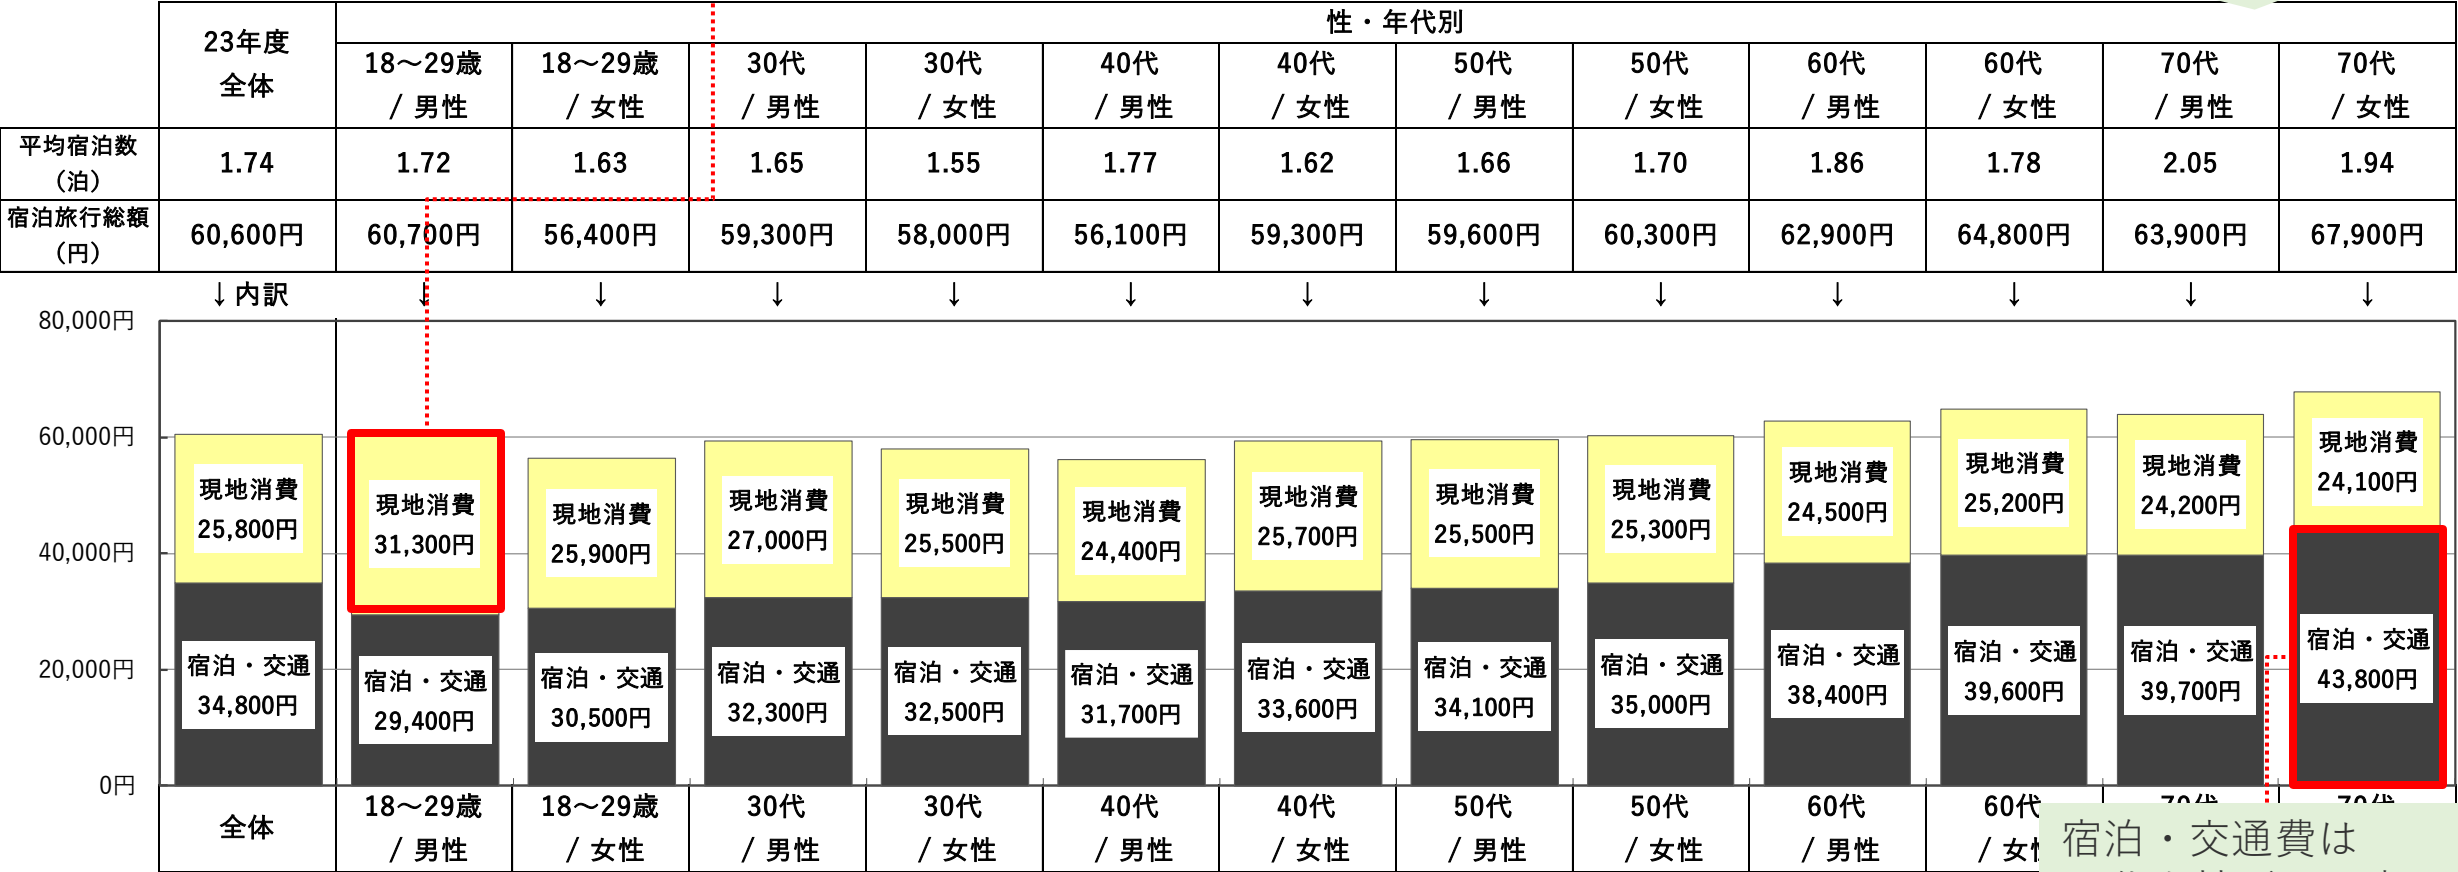 性・年代別
23年度
全体
18～29歳 18～29歳 30代 30代 40代 40代 50代 50代 60代 60代 70代 70代
/ 男性 / 女性 / 男性 / 女性 / 男性 / 女性 / 男性 / 女性 / 男性 / 女性 / 男性 / 女性
平均宿泊数
（泊）
1.74 1.72 1.63 1.65 1.55 1.77 1.62 1.66 1.70 1.86 1.78 2.05 1.94
宿泊旅行総額
（円）
60,600円 60,700円 56,400円 59,300円 58,000円 56,100円 59,300円 59,600円 60,300円 62,900円 64,800円 63,900円 67,900円
↓内訳 ↓ ↓ ↓ ↓ ↓ ↓ ↓ ↓ ↓ ↓ ↓ ↓
80,000円
60,000円
40,000円
20,000円
0円
現地消費 現地消費 現地消費 現地消費 現地消費 現地消費 現地消費 現地消費 現地消費 現地消費 現地消費 現地消費 現地消費
25,800円 31,300円 25,900円 27,000円 25,500円 24,400円 25,700円 25,500円 25,300円 24,500円 25,200円 24,200円 24,100円
宿泊・交通 宿泊・交通 宿泊・交通 宿泊・交通 宿泊・交通 宿泊・交通 宿泊・交通 宿泊・交通 宿泊・交通 宿泊・交通 宿泊・交通 宿泊・交通 宿泊・交通
34,800円 29,400円 30,500円 32,300円 32,500円 31,700円 33,600円 34,100円 35,000円 38,400円 39,600円 39,700円 43,800円
全体
18～29歳 18～29歳 30代 30代 40代 40代 50代 50代 60代 60代 70代 70代
/ 男性 / 女性 / 男性 / 女性 / 男性 / 女性 / 男性 / 女性 / 男性 / 女性
宿泊・交通費は